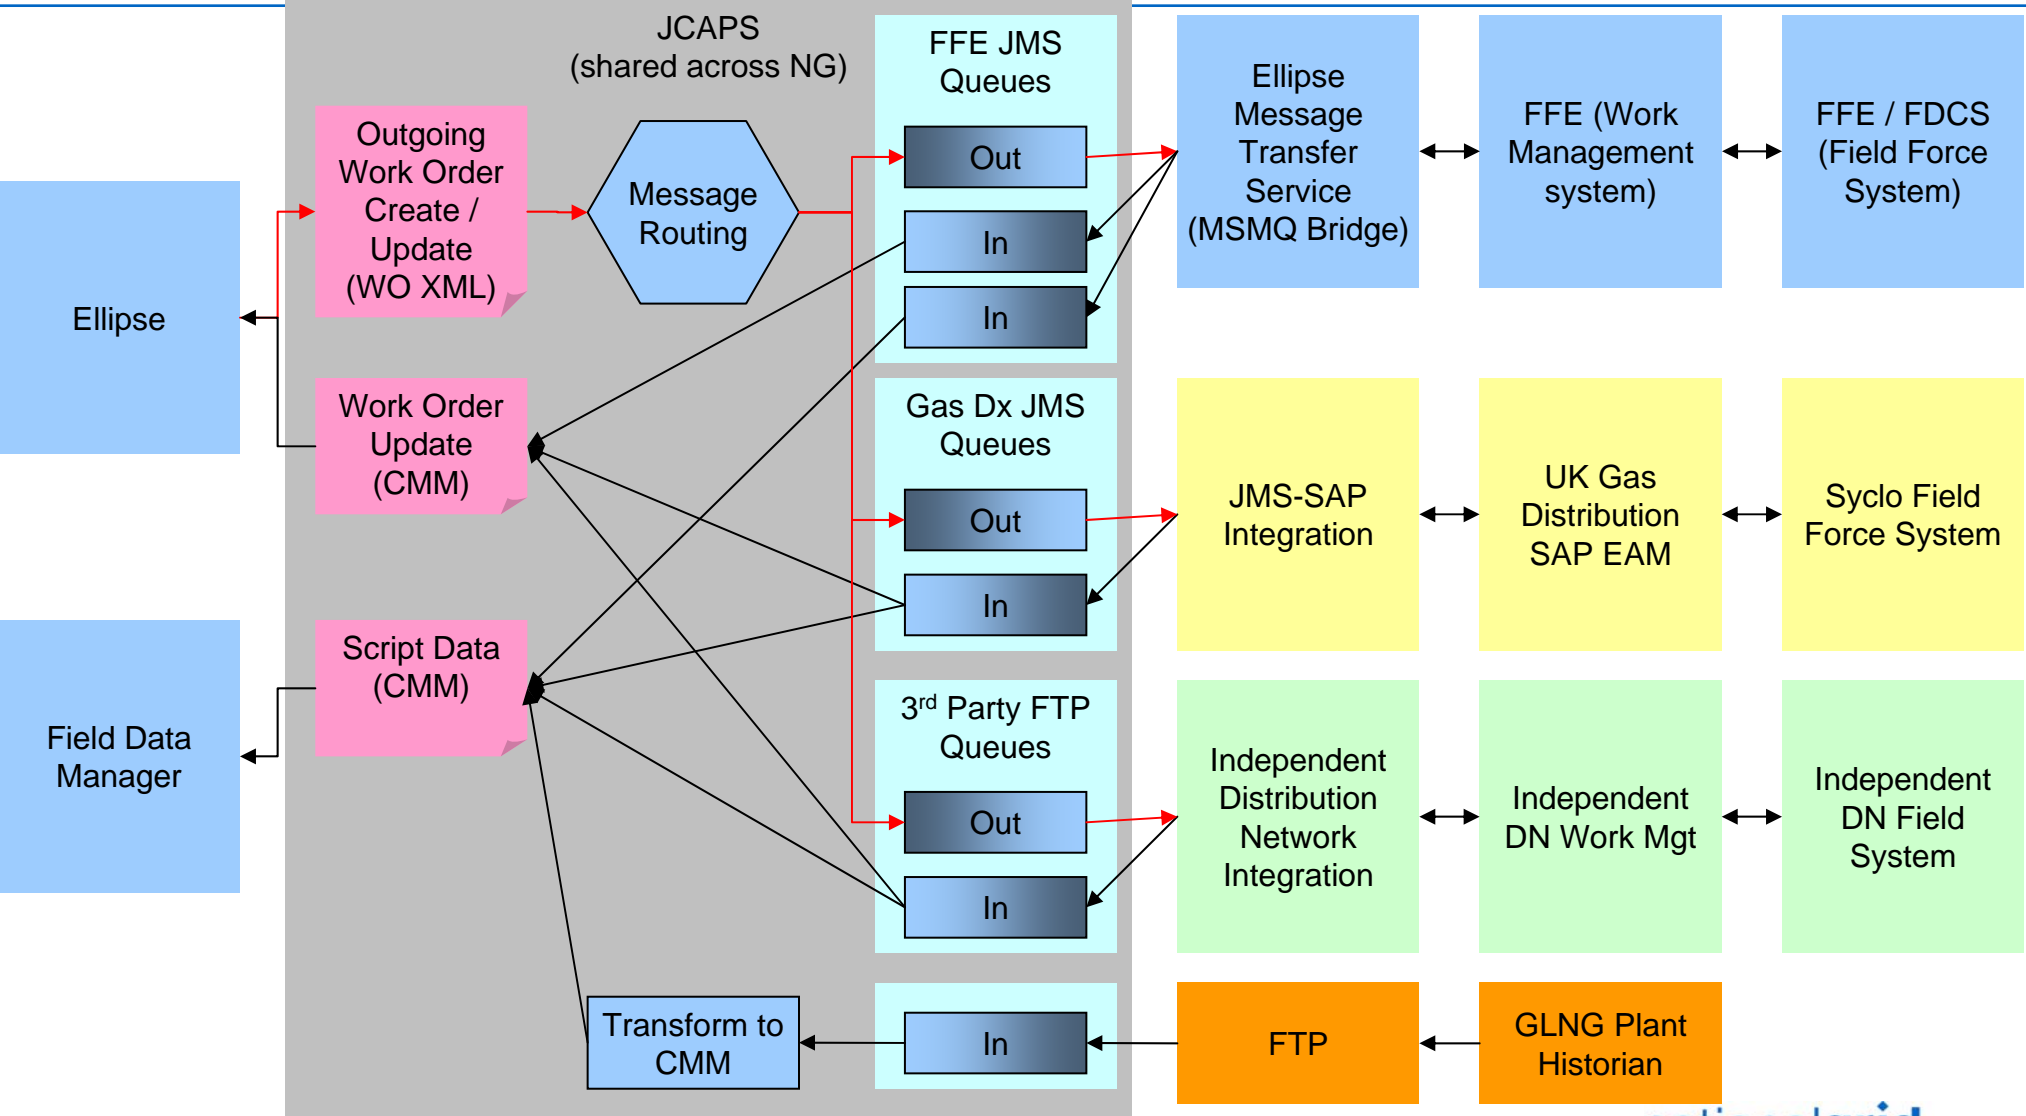 JCAPS
(shared across NG)
FFE JMS
Queues
Ellipse
Message
Transfer
Service
(MSMQ Bridge)
FFE (Work
Management
system)
FFE / FDCS
(Field Force
System)
Outgoing
Work Order
Create /
Update
(WO XML)
Message
Routing
Out
In
In
Ellipse
Work Order
Update
(CMM)
Gas Dx JMS
Queues
Out
In
JMS-SAP
Integration
UK Gas
Distribution
SAP EAM
Syclo Field
Force System
Script Data
(CMM)
Field Data
Manager
3rd Party FTP
Queues
Out
In
Independent
Distribution
Network
Integration
Independent
DN Work Mgt
Independent
DN Field
System
Transform to
CMM
In
FTP
GLNG Plant
Historian